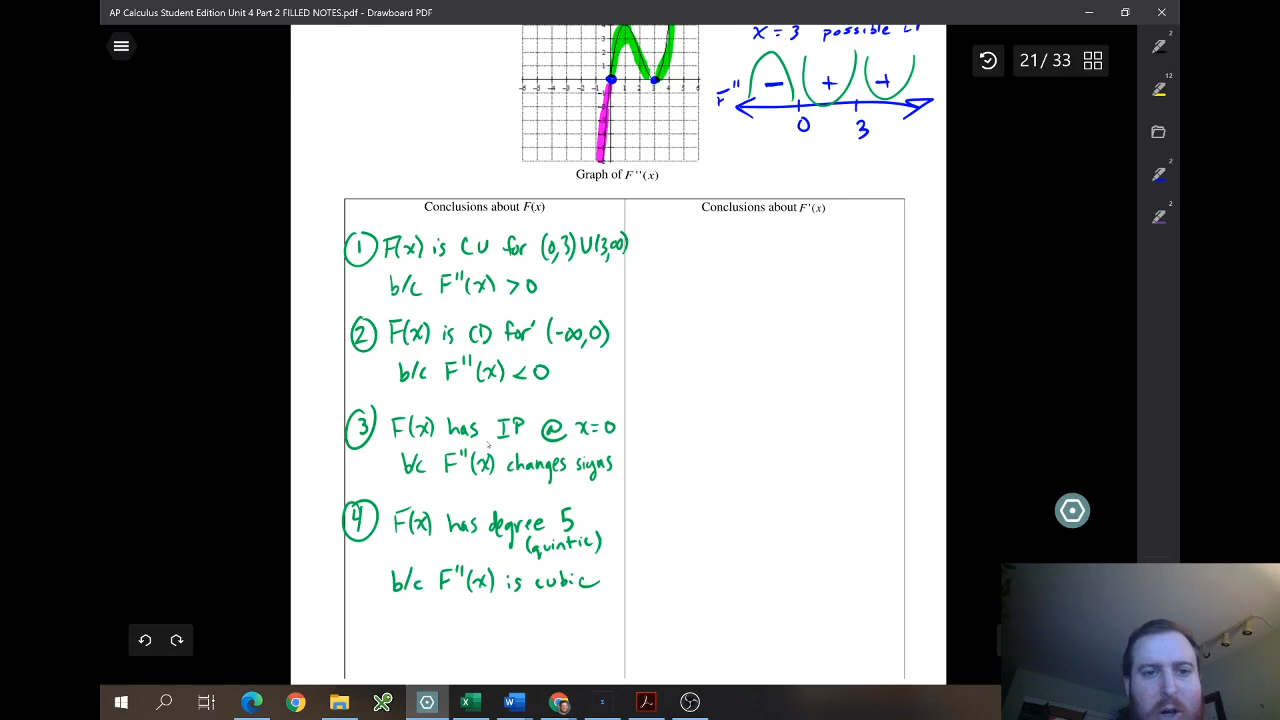 AP Calculus Student Edition Unit 4 Part 2 FILLED NOTES.pdf - Drawboard PDF
21 / 33
x = 3 possible
F" - + +
0 3
Graph of F''(x)
Conclusions about F(x)
① F(x) is CU for (0,3)U(3,∞)
b/c F"(x) > 0
② F(x) is CD for (-∞,0)
b/c F"(x) < 0
③ F(x) has IP @ x=0
b/c F"(x) changes signs
④ F(x) has degree 5
(quintic)
b/c F"(x) is cubic
Conclusions about F'(x)